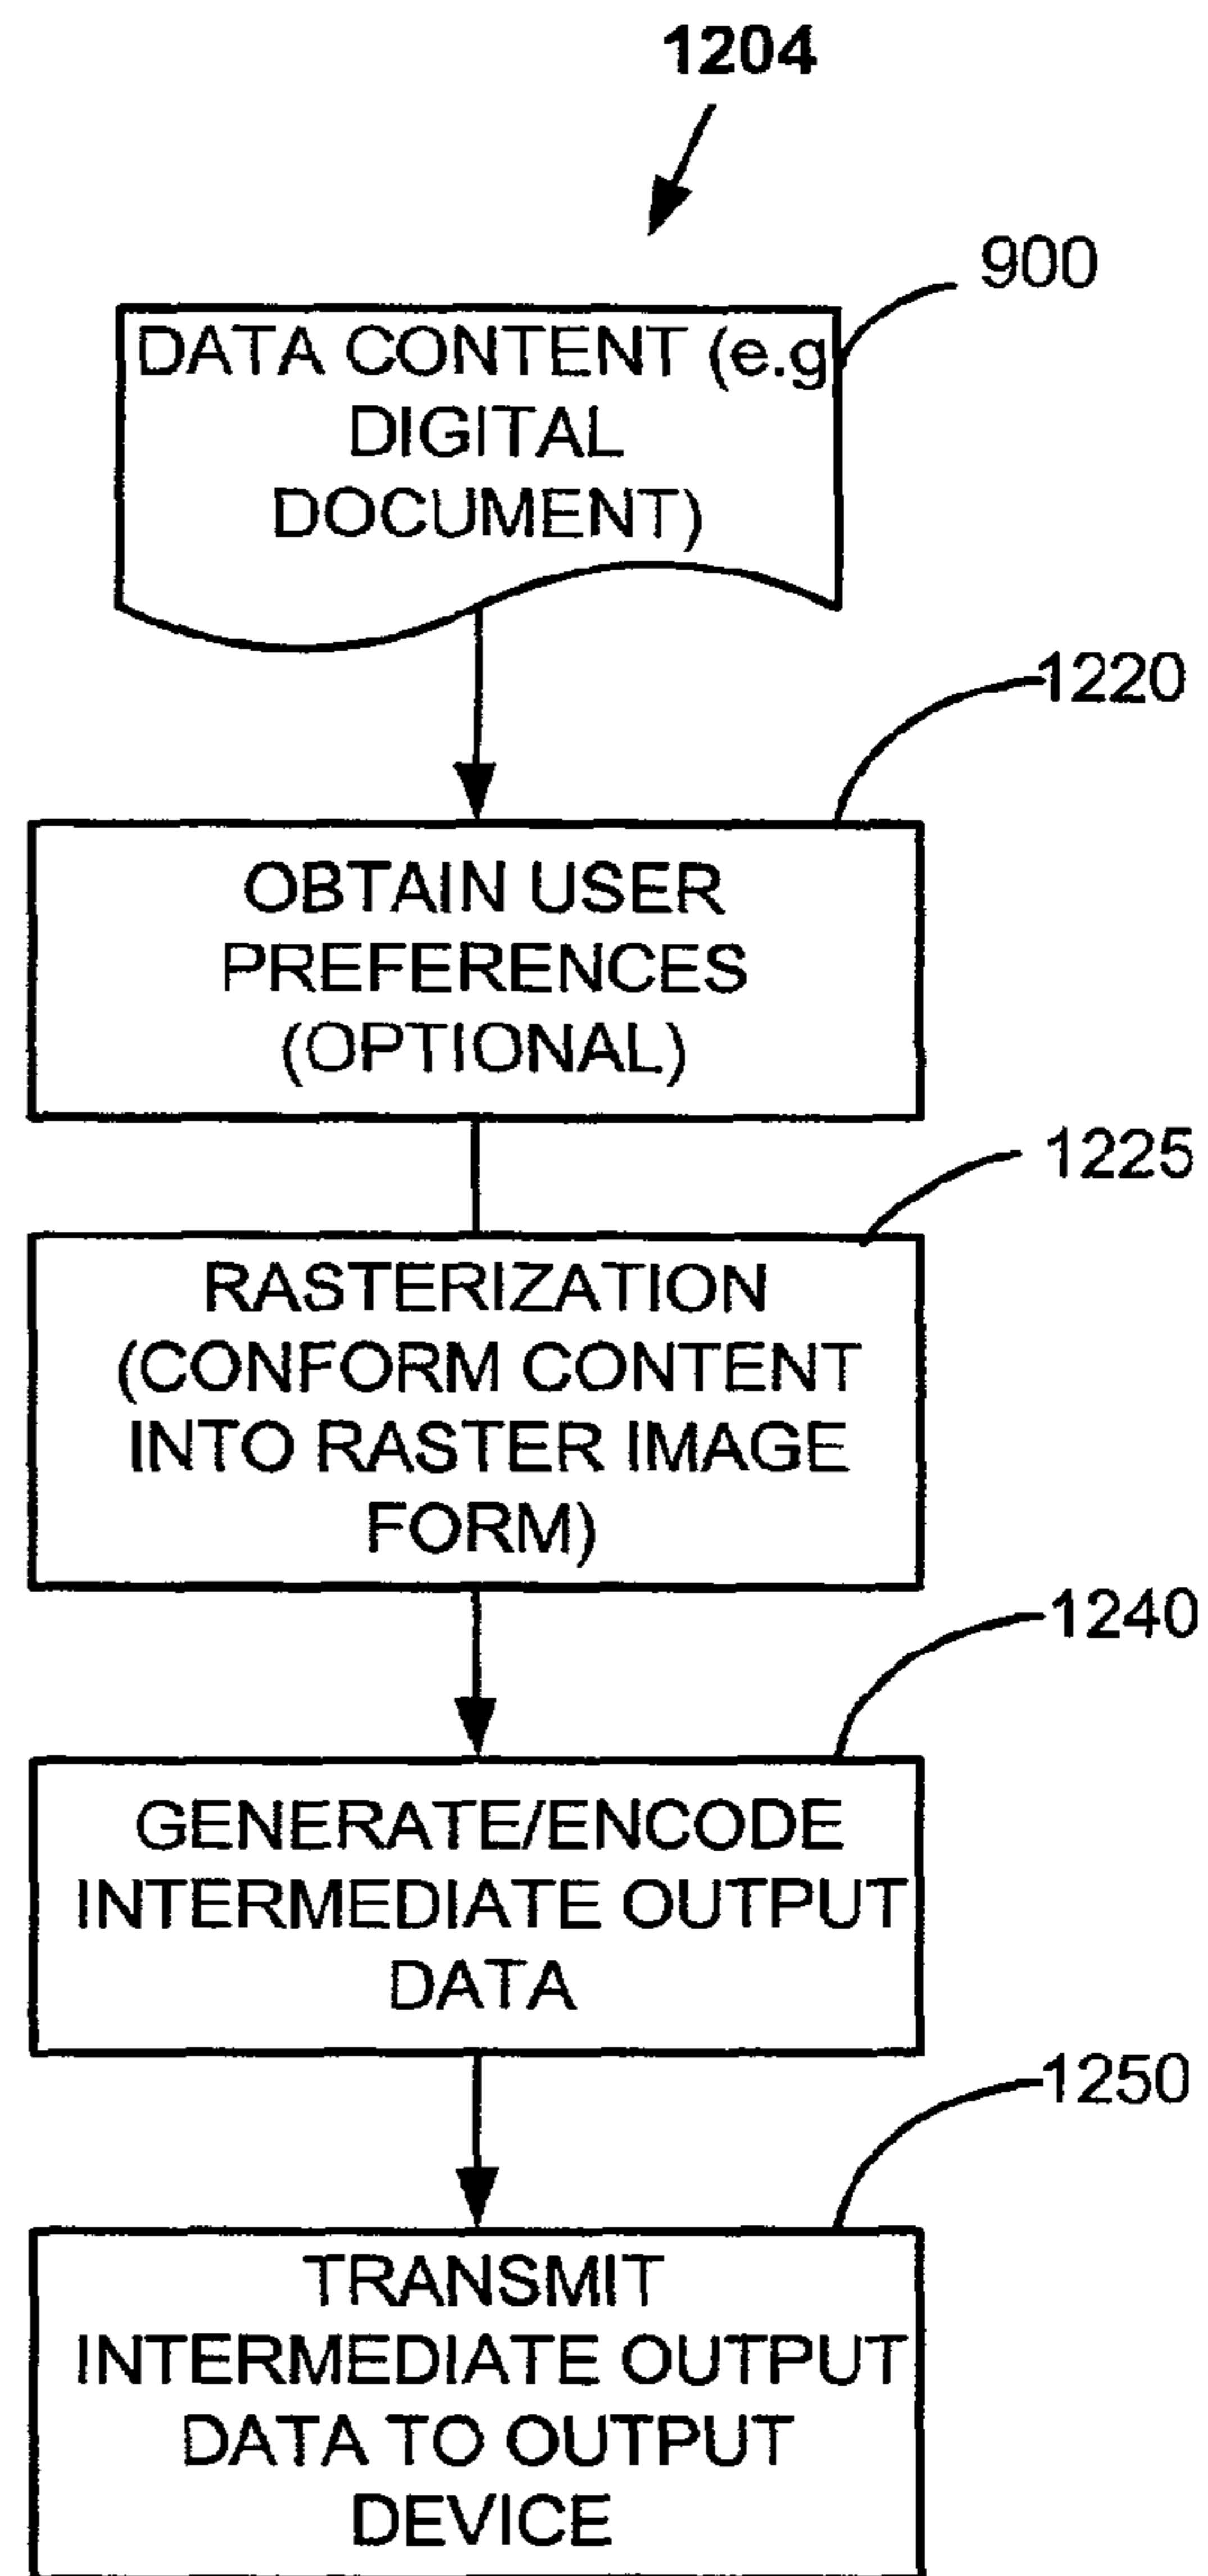 1204
900
DATA CONTENT (e.g
DIGITAL
DOCUMENT)
1220
OBTAIN USER
PREFERENCES
(OPTIONAL)
1225
RASTERIZATION
(CONFORM CONTENT
INTO RASTER IMAGE
FORM)
1240
GENERATE/ENCODE
INTERMEDIATE OUTPUT
DATA
1250
TRANSMIT
INTERMEDIATE OUTPUT
DATA TO OUTPUT
DEVICE